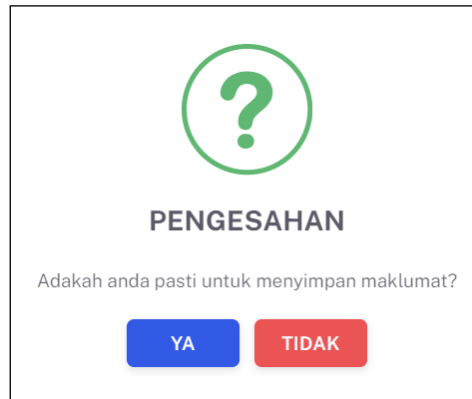 ?
PENGESAHAN
Adakah anda pasti untuk menyimpan maklumat?
YA
TIDAK